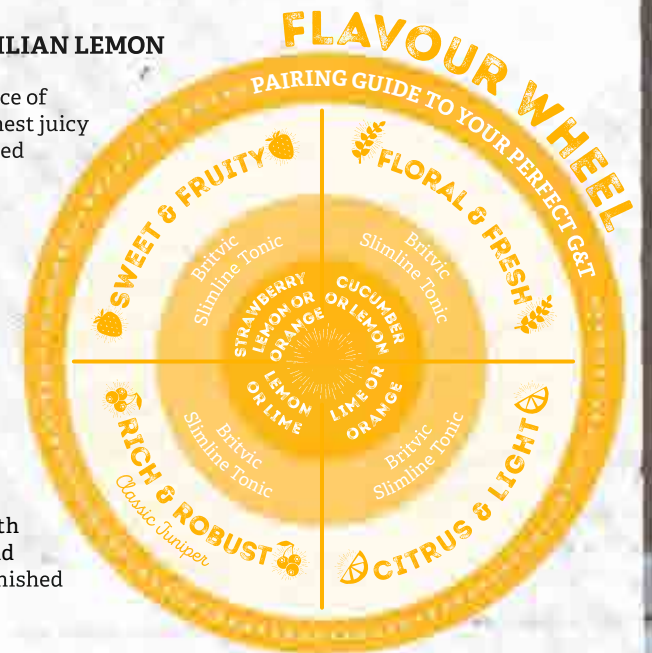 ILIAN LEMON
ce of
nest juicy
ed
th
d
nished
FLAVOUR WHEEL
PAIRING GUIDE TO YOUR PERFECT G&T
SWEET & FRUITY
Britvic
Slimline Tonic
STRAWBERRY
LEMON OR
ORANGE
FLORAL & FRESH
Britvic
Slimline Tonic
CUCUMBER
OR LEMON
RICH & ROBUST
Classic Juniper
Britvic
Slimline Tonic
LEMON
OR LIME
CITRUS & LIGHT
Britvic
Slimline Tonic
LIME OR
ORANGE